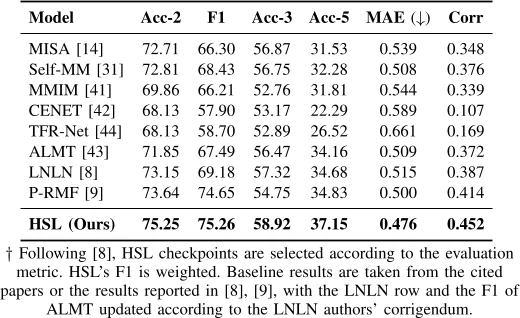 Model Acc-2 F1 Acc-3 Acc-5 MAE (↓) Corr
MISA [14] 72.71 66.30 56.87 31.53 0.539 0.348
Self-MM [31] 72.81 68.43 56.75 32.28 0.508 0.376
MMIM [41] 69.86 66.21 52.76 31.81 0.544 0.339
CENET [42] 68.13 57.90 53.17 22.29 0.589 0.107
TFR-Net [44] 68.13 58.70 52.89 26.52 0.661 0.169
ALMT [43] 71.85 67.49 56.47 34.16 0.509 0.372
LNLN [8] 73.15 69.18 57.32 34.68 0.515 0.387
P-RMF [9] 73.64 74.65 54.75 34.83 0.500 0.414
HSL (Ours) 75.25 75.26 58.92 37.15 0.476 0.452
† Following [8], HSL checkpoints are selected according to the evaluation
metric. HSL's F1 is weighted. Baseline results are taken from the cited
papers or the results reported in [8], [9], with the LNLN row and the F1 of
ALMT updated according to the LNLN authors' corrigendum.